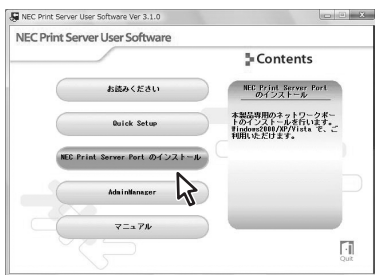 NEC Print Server User Software Ver 3.1.0
NEC Print Server User Software
Contents
お読みください
Quick Setup
NEC Print Server Port のインストール
AdminManager
マニュアル
NEC Print Server Port
のインストール
本製品専用のネットワークポー
トのインストールを行います。
Windows2000/XP/Vista で、ご
利用いただけます。
Quit